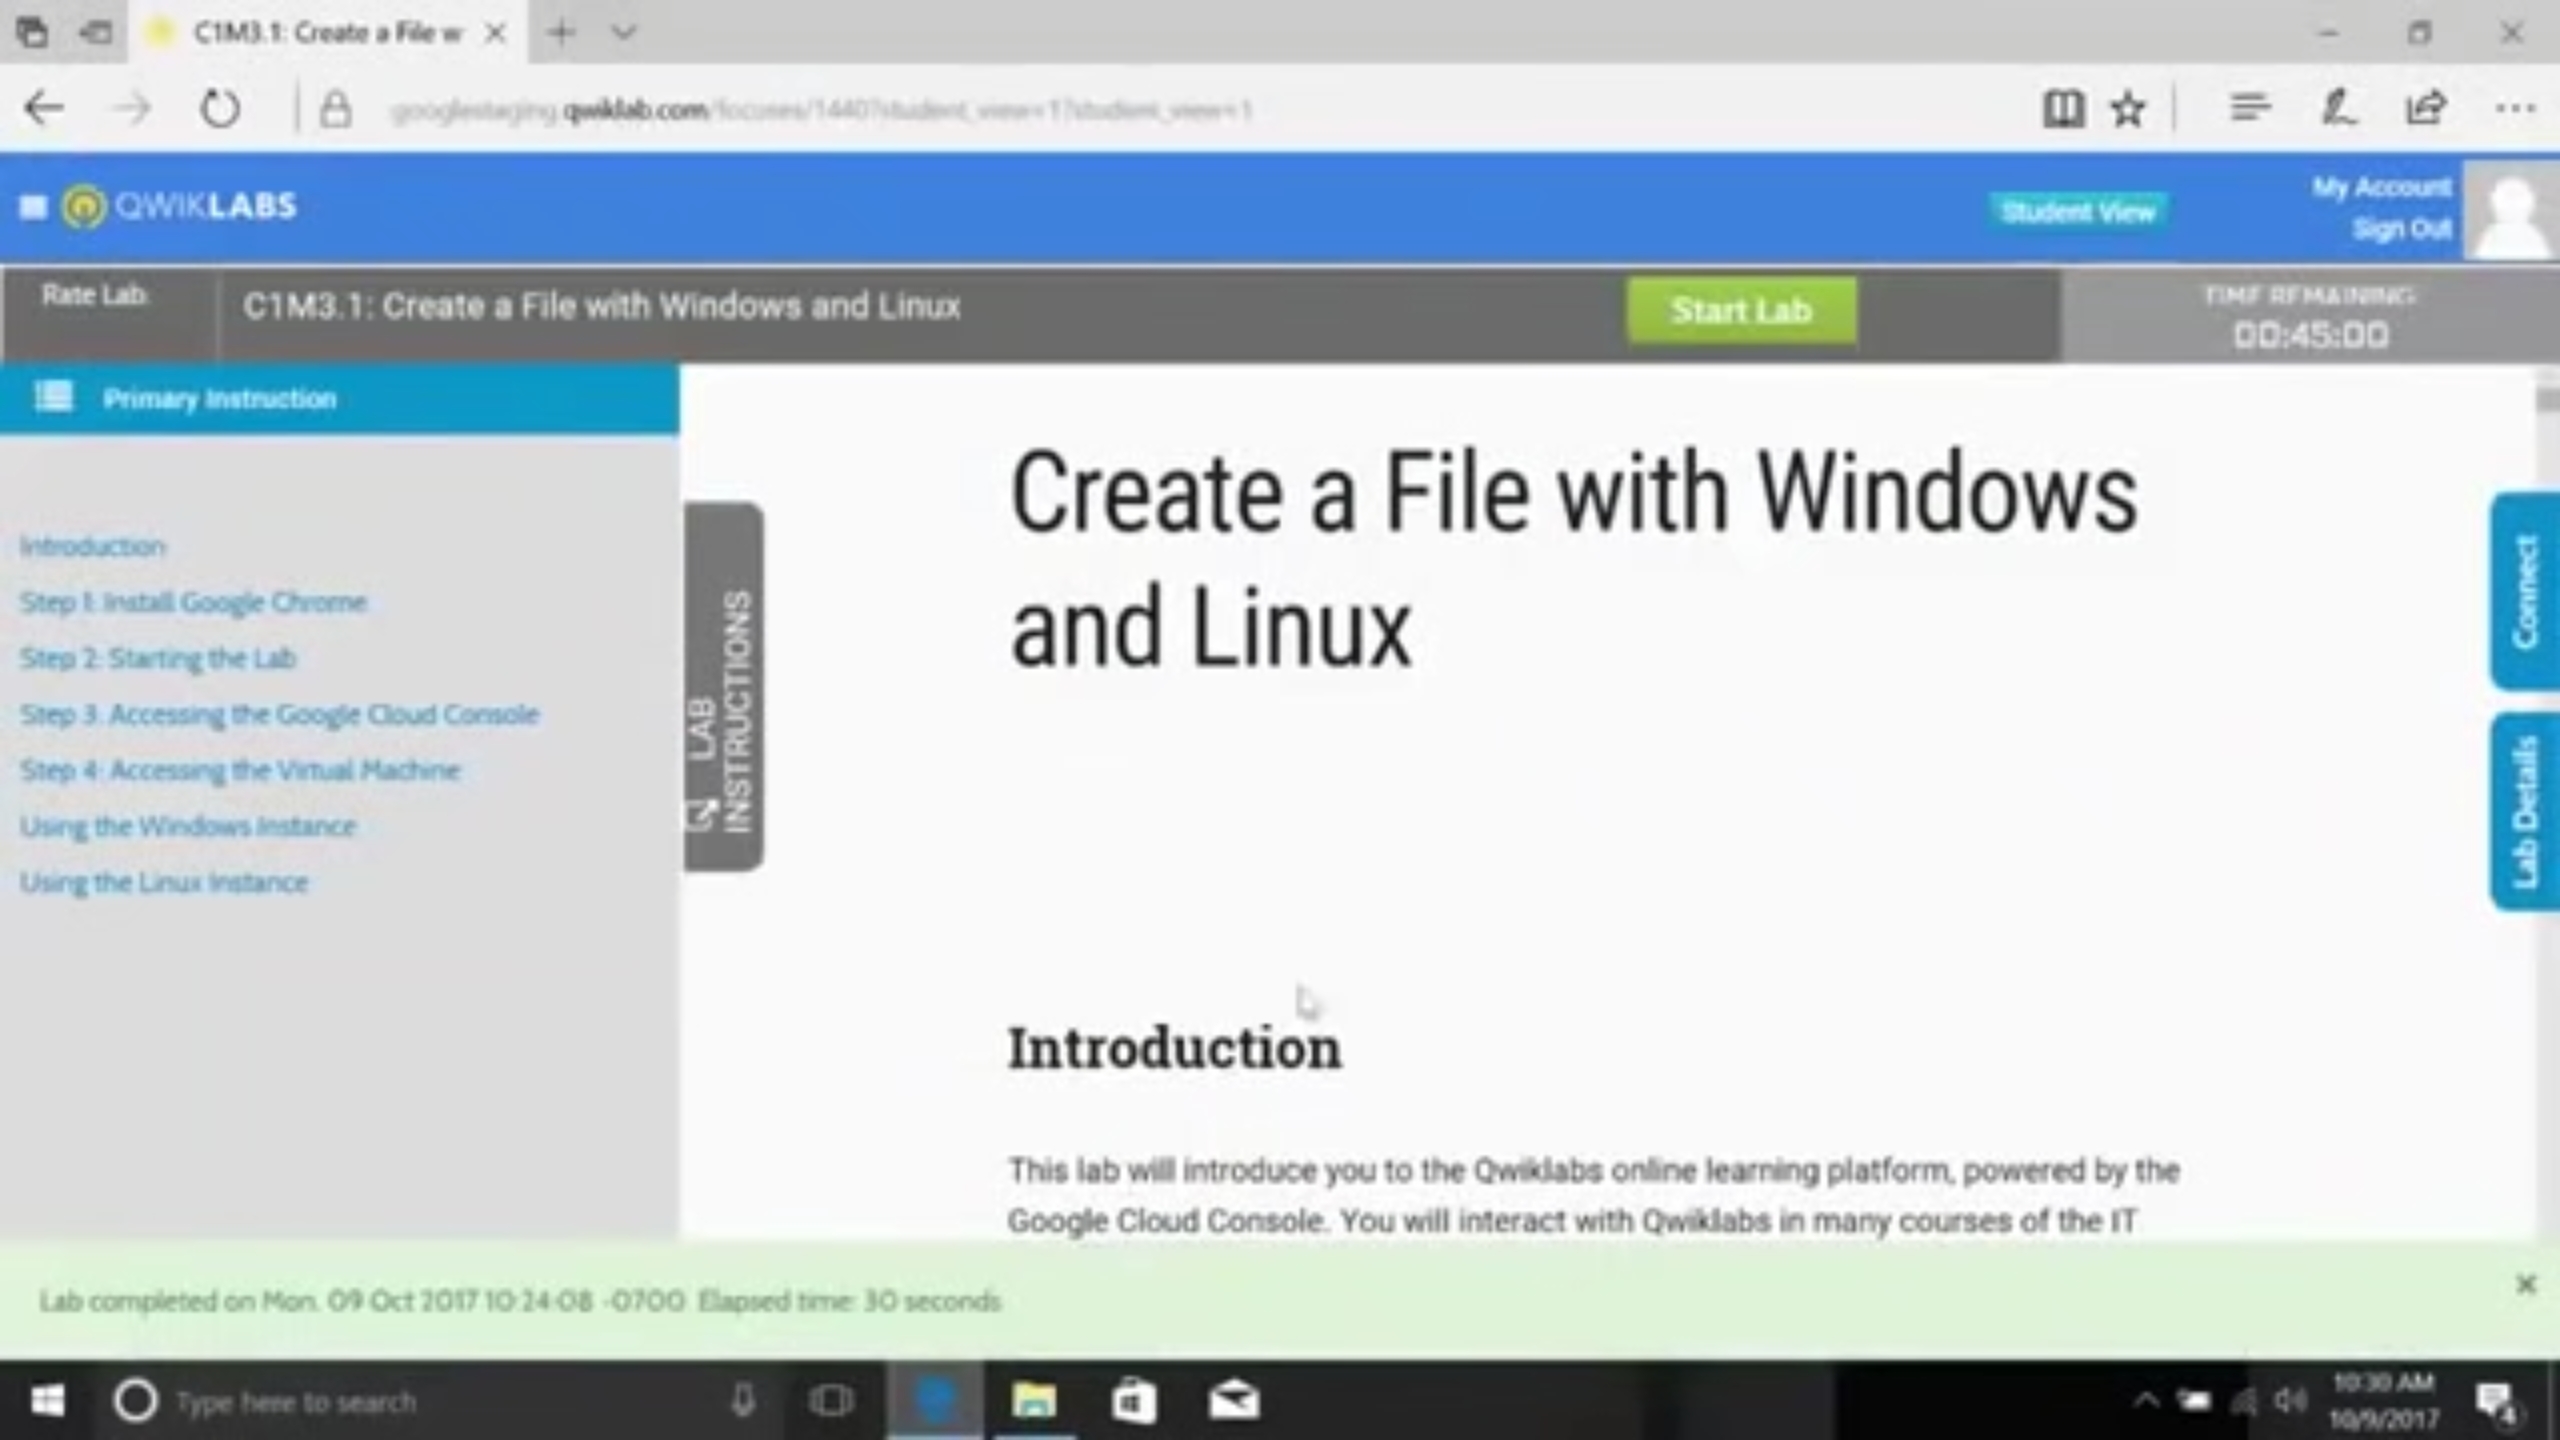 C1M3.1: Create a File w
googlestaging.qwiklab.com/focuses/1440?student_view=1?student_view=1
QWIKLABS
Student View
My Account
Sign Out
Rate Lab
C1M3.1: Create a File with Windows and Linux
Start Lab
TIME REMAINING
00:45:00
Primary Instruction
Introduction
Step 1: Install Google Chrome
Step 2: Starting the Lab
Step 3: Accessing the Google Cloud Console
Step 4: Accessing the Virtual Machine
Using the Windows Instance
Using the Linux Instance
LAB
INSTRUCTIONS
Create a File with Windows
and Linux
Connect
Lab Details
Introduction
This lab will introduce you to the Qwiklabs online learning platform, powered by the
Google Cloud Console. You will interact with Qwiklabs in many courses of the IT
Lab completed on Mon. 09 Oct 2017 10:24:08 -0700. Elapsed time: 30 seconds
Type here to search
10:30 AM
10/9/2017
4